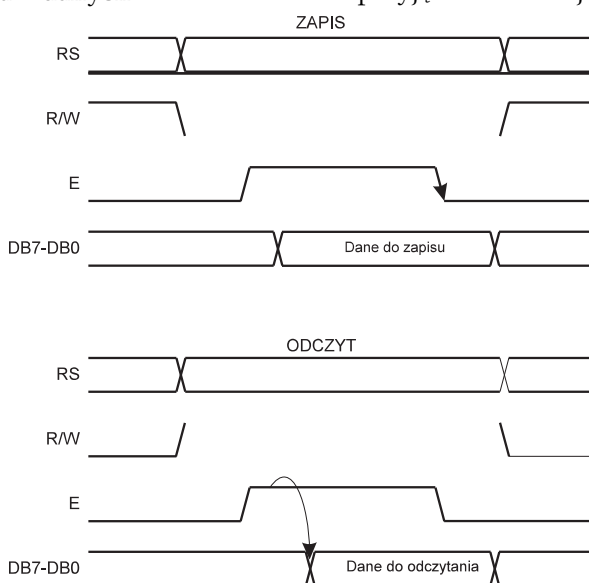 ZAPIS
RS
R/W
E
DB7-DB0
Dane do zapisu
ODCZYT
RS
R/W
E
DB7-DB0
Dane do odczytania